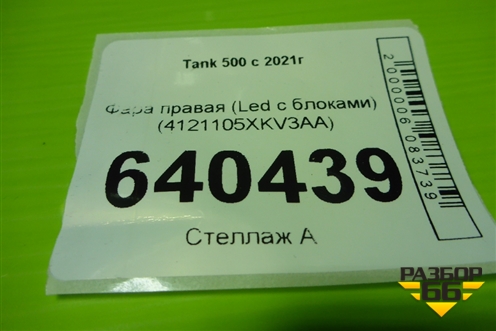 Tank 500 с 2021г
Фара правая (Led с блоками)
(4121105XKV3AA)
640439
Стеллаж А
2000006083739
РАЗБОР
66